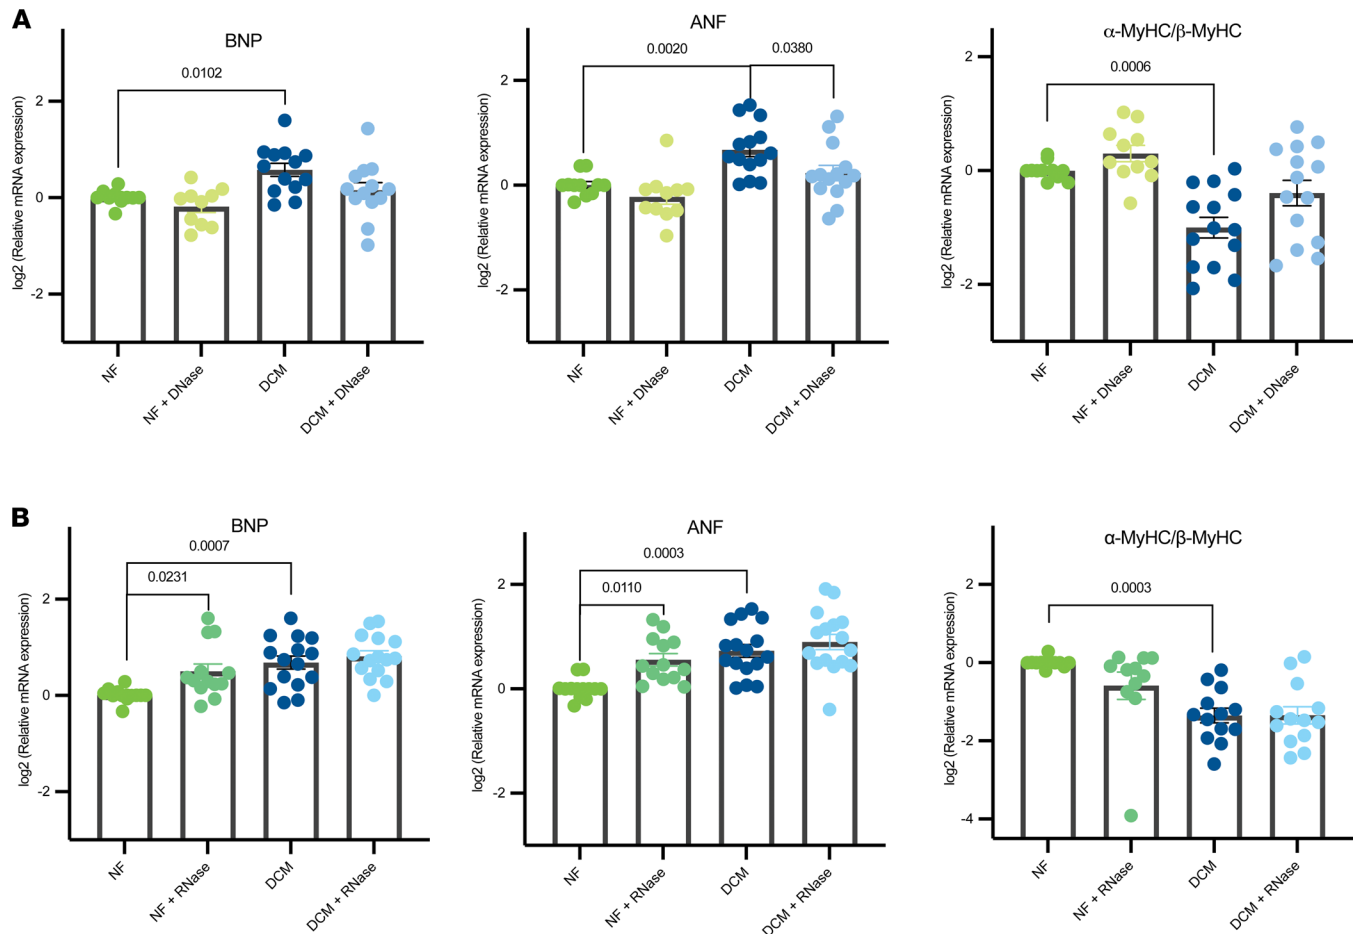 A
BNP
0.0102
log2 (Relative mRNA expression)
2
0
-2
NF
NF + DNase
DCM
DCM + DNase
ANF
0.0020
0.0380
log2 (Relative mRNA expression)
2
0
-2
NF
NF + DNase
DCM
DCM + DNase
α-MyHC/β-MyHC
0.0006
log2 (Relative mRNA expression)
2
0
-2
NF
NF + DNase
DCM
DCM + DNase
B
BNP
0.0007
0.0231
log2 (Relative mRNA expression)
2
0
-2
NF
NF + RNase
DCM
DCM + RNase
ANF
0.0003
0.0110
log2 (Relative mRNA expression)
2
0
-2
NF
NF + RNase
DCM
DCM + RNase
α-MyHC/β-MyHC
0.0003
log2 (Relative mRNA expression)
2
0
-2
-4
NF
NF + RNase
DCM
DCM + RNase